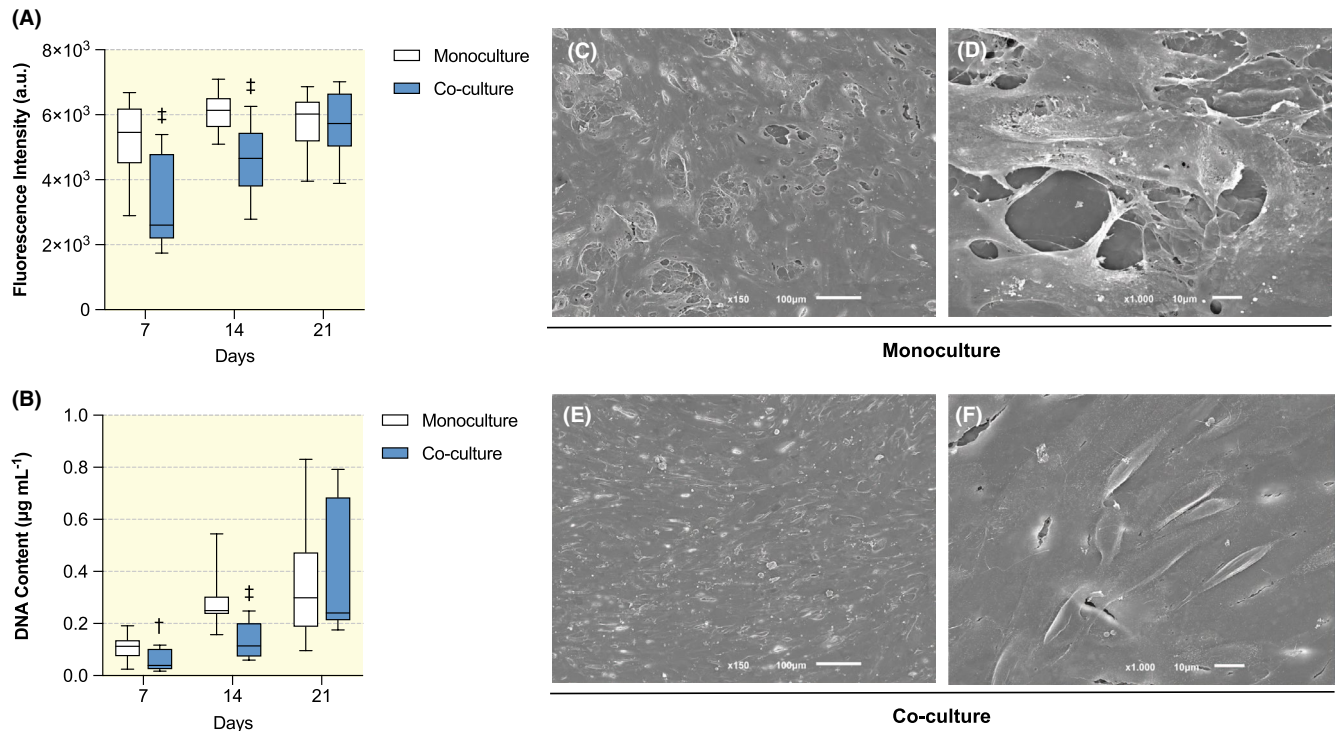 (A)
Fluorescence Intensity (a.u.)
8×10³
6×10³
4×10³
2×10³
0
‡
‡
7
14
21
Days
Monoculture
Co-culture
(B)
DNA Content (µg mL⁻¹)
1.0
0.8
0.6
0.4
0.2
0.0
†
‡
7
14
21
Days
Monoculture
Co-culture
(C)
x150 100µm
(D)
x1.000 10µm
Monoculture
(E)
x150 100µm
(F)
x1.000 10µm
Co-culture